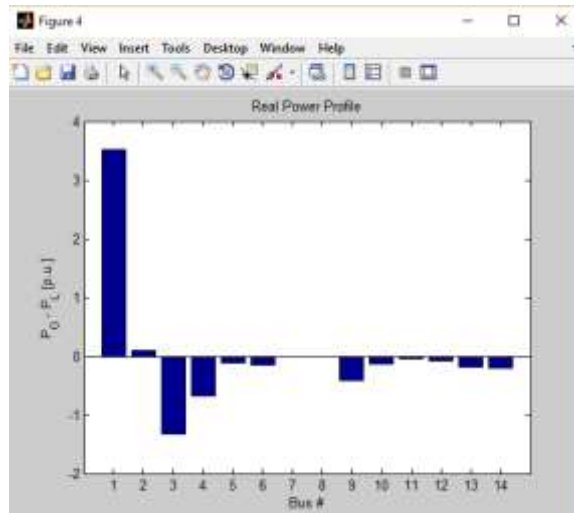 Figure 4
File Edit View Insert Tools Desktop Window Help
Real Power Profile
4
3
2
1
0
-1
-2
P_G - P_L [p.u.]
1 2 3 4 5 6 7 8 9 10 11 12 13 14
Bus #